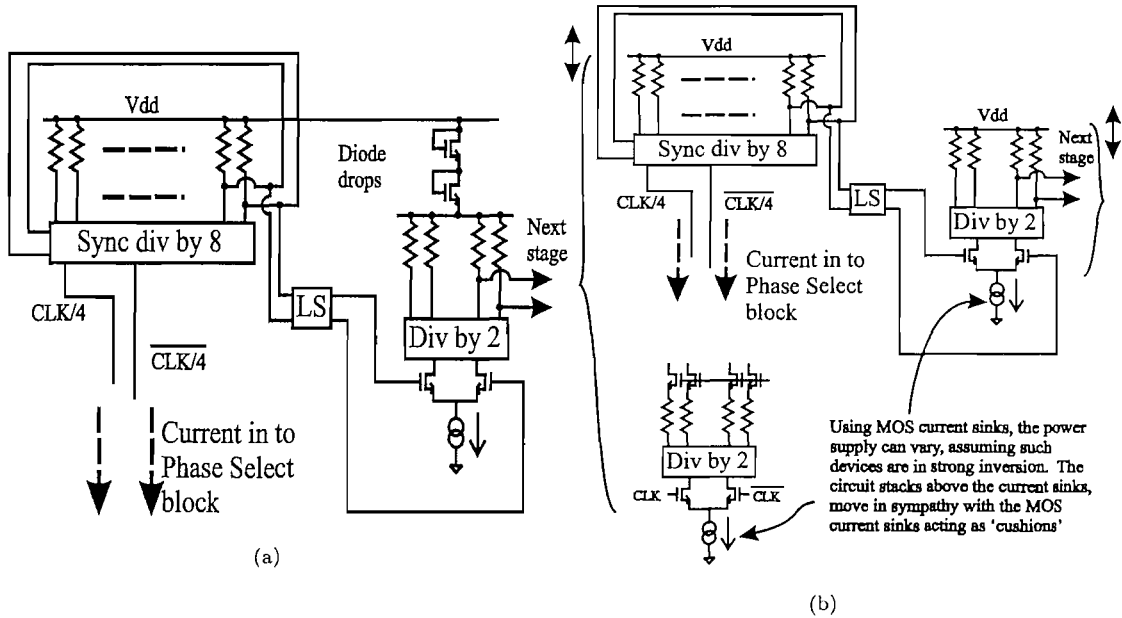 Vdd
Diode
drops
Sync div by 8
CLK/4
CLK/4
Next
stage
LS
Div by 2
Current in to
Phase Select
block
(a)
Vdd
Sync div by 8
CLK/4
CLK/4
Current in to
Phase Select
block
LS
Vdd
Next
stage
Div by 2
Div by 2
CLK
CLK
Using MOS current sinks, the power
supply can vary, assuming such
devices are in strong inversion. The
circuit stacks above the current sinks,
move in sympathy with the MOS
current sinks acting as ‘cushions’
(b)